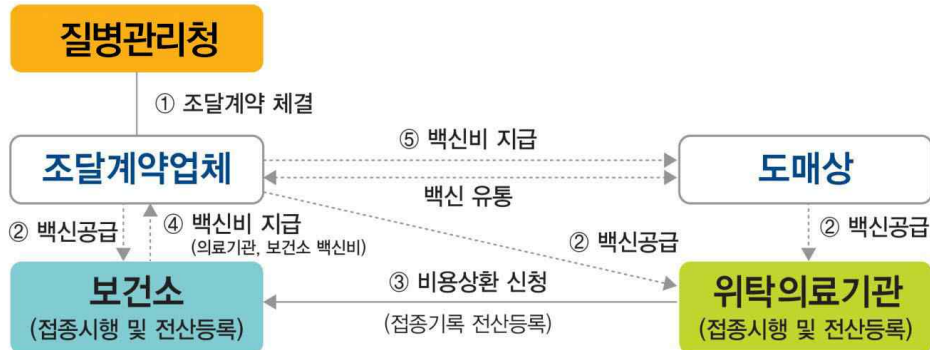 질병관리청
① 조달계약 체결
⑤ 백신비 지급
조달계약업체
도매상
백신 유통
② 백신공급
④ 백신비 지급
(의료기관, 보건소 백신비)
② 백신공급
② 백신공급
보건소
(접종시행 및 전산등록)
③ 비용상환 신청
(접종기록 전산등록)
위탁의료기관
(접종시행 및 전산등록)